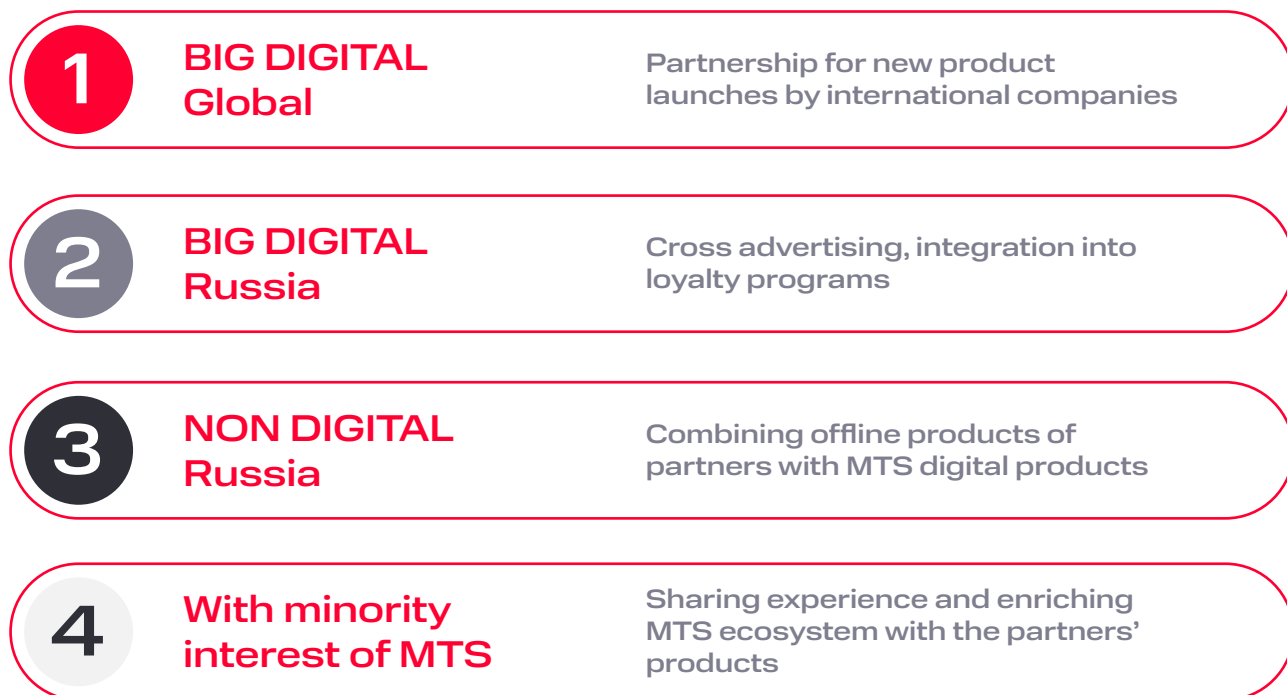 1
BIG DIGITAL
Global
Partnership for new product
launches by international companies
2
BIG DIGITAL
Russia
Cross advertising, integration into
loyalty programs
3
NON DIGITAL
Russia
Combining offline products of
partners with MTS digital products
4
With minority
interest of MTS
Sharing experience and enriching
MTS ecosystem with the partners’
products